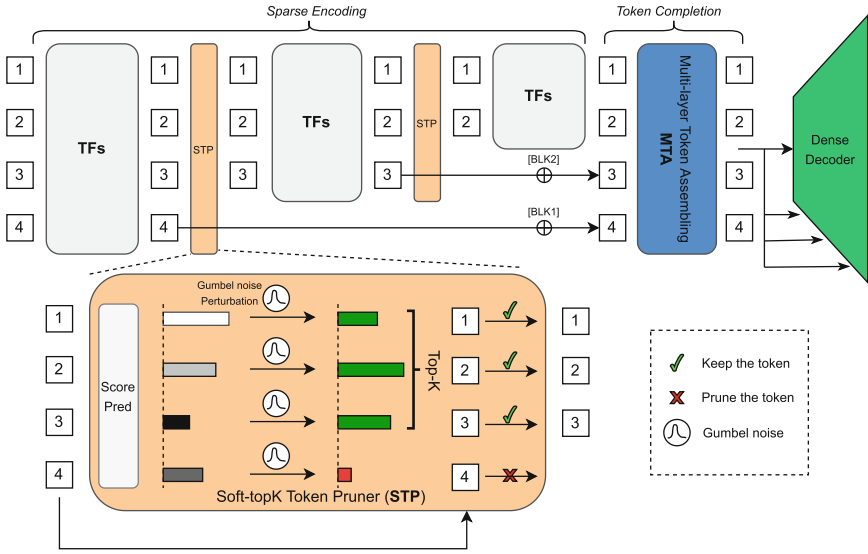 Sparse Encoding
Token Completion
1 1 1 1 1 1 1
2 2 2 2 2 2 2
3 3 3 3 3 3
4 4 4 4
TFs
STP
TFs
STP
TFs
[BLK2]
[BLK1]
Multi-layer Token Assembling
MTA
Dense
Decoder
Gumbel noise
Perturbation
1
2
3
4
Score
Pred
Top-K
1 1
2 2
3 3
4
Soft-topK Token Pruner (STP)
Keep the token
Prune the token
Gumbel noise